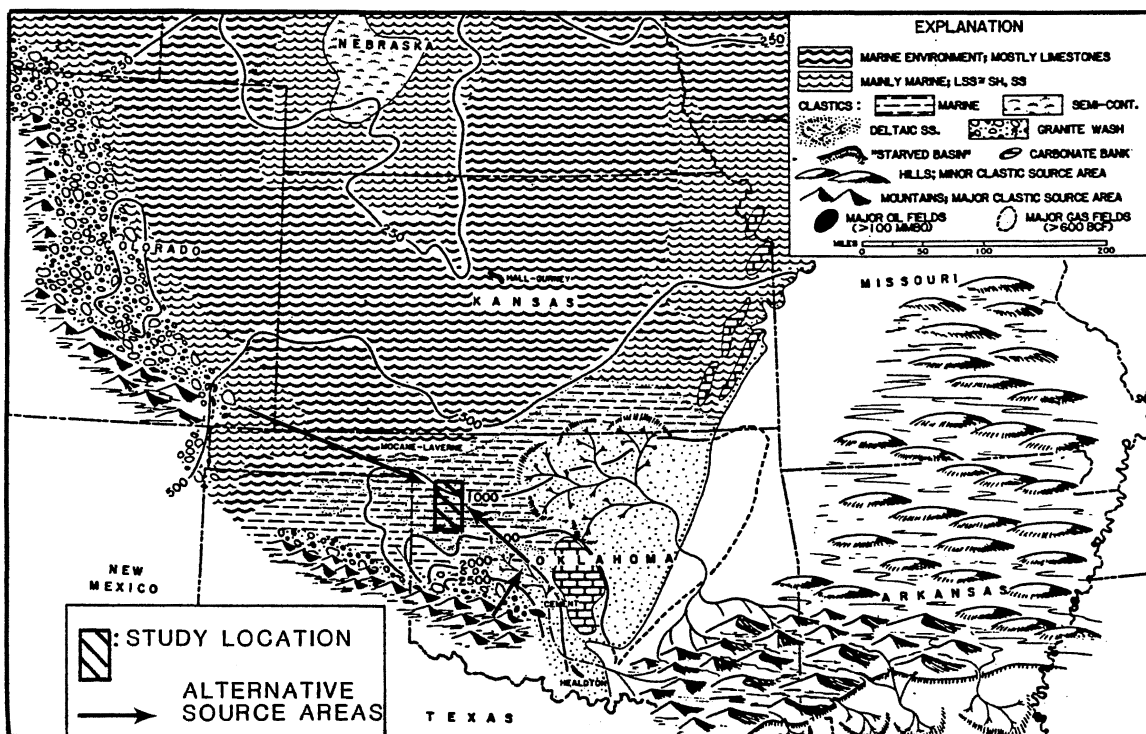 EXPLANATION
MARINE ENVIRONMENT; MOSTLY LIMESTONES
MAINLY MARINE; LSS≅ SH, SS
CLASTICS : MARINE SEMI-CONT.
DELTAIC SS. GRANITE WASH
"STARVED BASIN" CARBONATE BANK
HILLS; MINOR CLASTIC SOURCE AREA
MOUNTAINS; MAJOR CLASTIC SOURCE AREA
MAJOR OIL FIELDS MAJOR GAS FIELDS
(>100 MMBO) (>600 BCF)
MILES 0 50 100 200
NEBRASKA
250
250
250
COLORADO
HALL-GURNEY
KANSAS
MISSOURI
500
500
MOCANE-LAVERNE
1000
OKLAHOMA
2000
2500
CEMENT
NEW
MEXICO
ARKANSAS
HEALDTON
TEXAS
: STUDY LOCATION
ALTERNATIVE
SOURCE AREAS